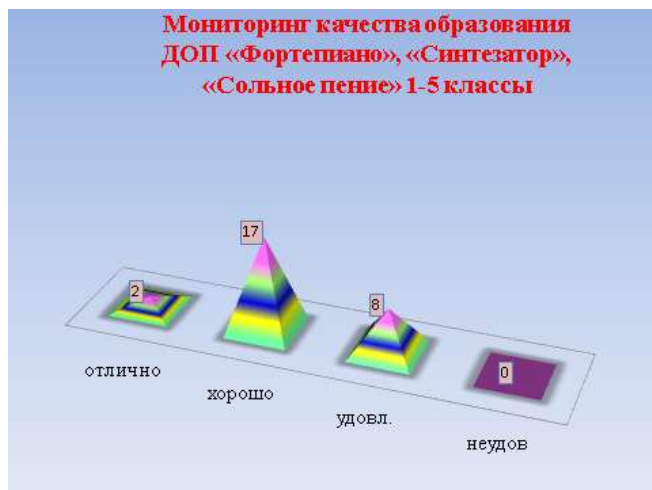 Мониторинг качества образования
ДОП «Фортепиано», «Синтезатор»,
«Сольное пение» 1-5 классы
17
2
8
0
отлично
хорошо
удовл.
неудов